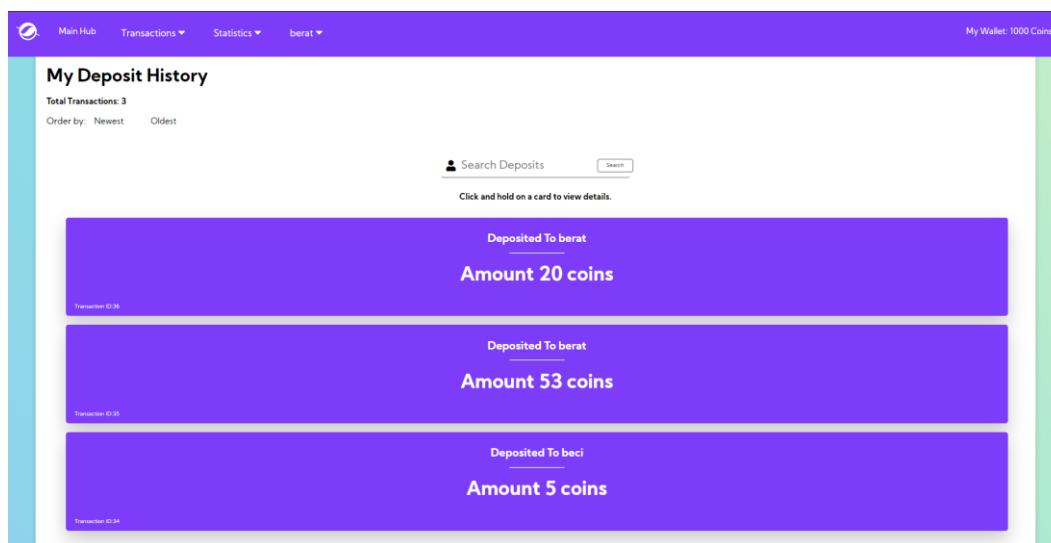 Main Hub Transactions Statistics berat My Wallet: 1000 Coins
My Deposit History
Total Transactions: 3
Order by: Newest Oldest
Search Deposits Search
Click and hold on a card to view details.
Deposited To berat
Amount 20 coins
Transaction ID:36
Deposited To berat
Amount 53 coins
Transaction ID:35
Deposited To beci
Amount 5 coins
Transaction ID:34